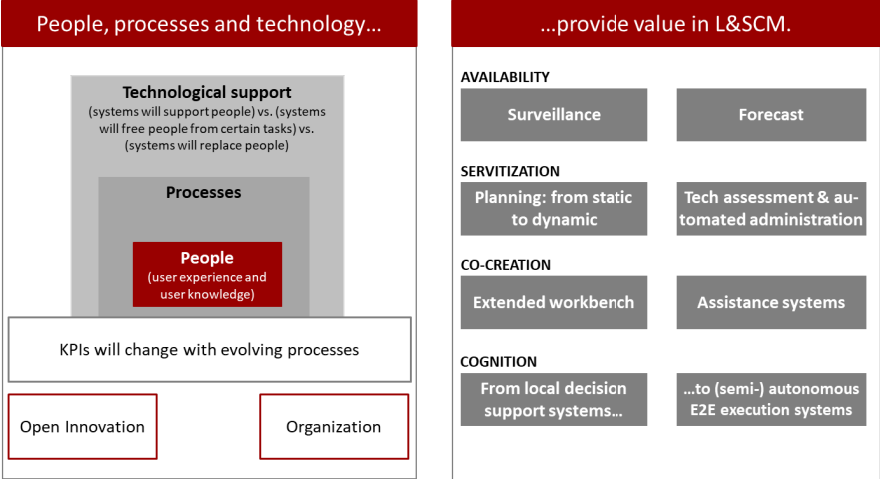 People, processes and technology...
Technological support
(systems will support people) vs. (systems
will free people from certain tasks) vs.
(systems will replace people)
Processes
People
(user experience and
user knowledge)
KPIs will change with evolving processes
Open Innovation
Organization
...provide value in L&SCM.
AVAILABILITY
Surveillance
Forecast
SERVITIZATION
Planning: from static
to dynamic
Tech assessment & au-
tomated administration
CO-CREATION
Extended workbench
Assistance systems
COGNITION
From local decision
support systems...
...to (semi-) autonomous
E2E execution systems